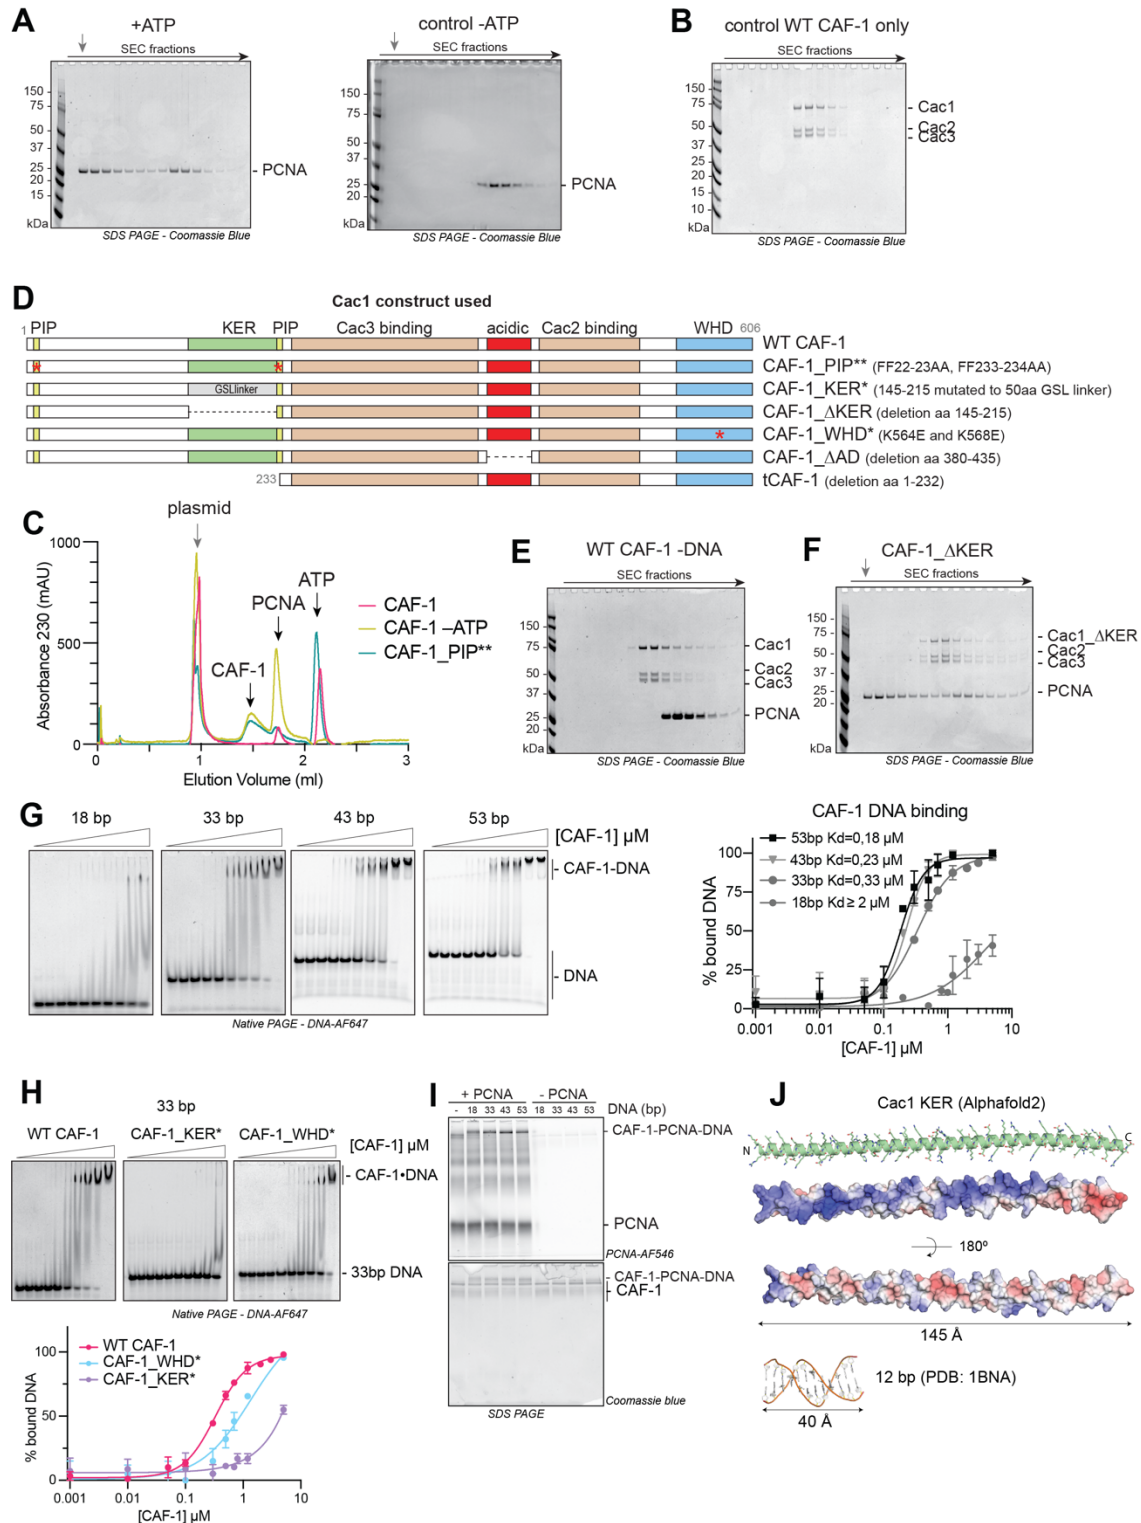 A
+ATP
SEC fractions
150
75
50
37
25
20
15
kDa
- PCNA
SDS PAGE - Coomassie Blue
control -ATP
SEC fractions
150
75
50
37
25
15
kDa
- PCNA
SDS PAGE - Coomassie Blue
B
control WT CAF-1 only
SEC fractions
150
75
50
37
25
20
15
10
kDa
- Cac1
- Cac2
- Cac3
SDS PAGE - Coomassie Blue
D
Cac1 construct used
1 PIP KER PIP Cac3 binding acidic Cac2 binding WHD 606
WT CAF-1
* * CAF-1_PIP** (FF22-23AA, FF233-234AA)
GSLlinker CAF-1_KER* (145-215 mutated to 50aa GSL linker)
CAF-1_ΔKER (deletion aa 145-215)
* CAF-1_WHD* (K564E and K568E)
CAF-1_ΔAD (deletion aa 380-435)
233 tCAF-1 (deletion aa 1-232)
C
plasmid
CAF-1
PCNA
ATP
CAF-1
CAF-1 –ATP
CAF-1_PIP**
Absorbance 230 (mAU)
1000
500
0
0 1 2 3
Elution Volume (ml)
E
WT CAF-1 -DNA
SEC fractions
150
75
50
37
25
20
kDa
- Cac1
- Cac2
- Cac3
- PCNA
SDS PAGE - Coomassie Blue
F
CAF-1_ΔKER
SEC fractions
150
75
50
37
25
20
kDa
- Cac1_ΔKER
- Cac2
- Cac3
- PCNA
SDS PAGE - Coomassie Blue
G
18 bp 33 bp 43 bp 53 bp
[CAF-1] µM
CAF-1-DNA
DNA
Native PAGE - DNA-AF647
CAF-1 DNA binding
53bp Kd=0,18 µM
43bp Kd=0,23 µM
33bp Kd=0,33 µM
18bp Kd≥ 2 µM
% bound DNA
100
75
50
25
0
0.001 0.01 0.1 1 10
[CAF-1] µM
H
33 bp
WT CAF-1 CAF-1_KER* CAF-1_WHD*
[CAF-1] µM
CAF-1•DNA
- 33bp DNA
Native PAGE - DNA-AF647
WT CAF-1
CAF-1_WHD*
CAF-1_KER*
% bound DNA
100
50
0
0.001 0.01 0.1 1 10
[CAF-1] µM
I
+ PCNA - PCNA
- 18 33 43 53 18 33 43 53 DNA (bp)
- CAF-1-PCNA-DNA
- PCNA
PCNA-AF546
- CAF-1-PCNA-DNA
CAF-1
Coomassie blue
SDS PAGE
J
Cac1 KER (Alphafold2)
N C
180º
145 Å
12 bp (PDB: 1BNA)
40 Å